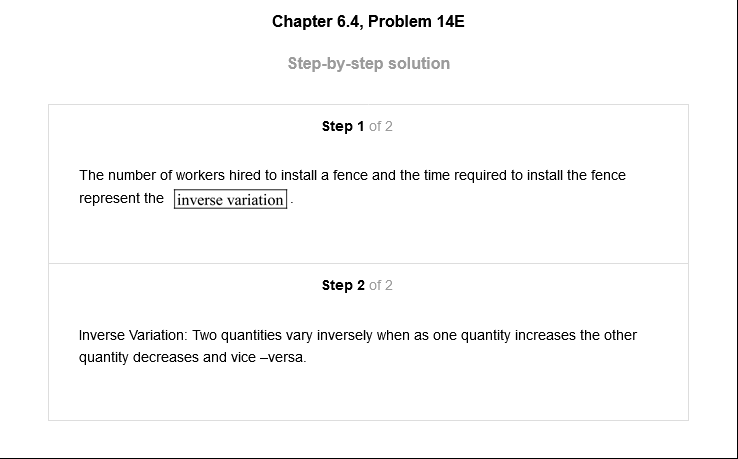 Chapter 6.4, Problem 14E
Step-by-step solution
Step 1 of 2
The number of workers hired to install a fence and the time required to install the fence
represent the inverse variation .
Step 2 of 2
Inverse Variation: Two quantities vary inversely when as one quantity increases the other
quantity decreases and vice –versa.